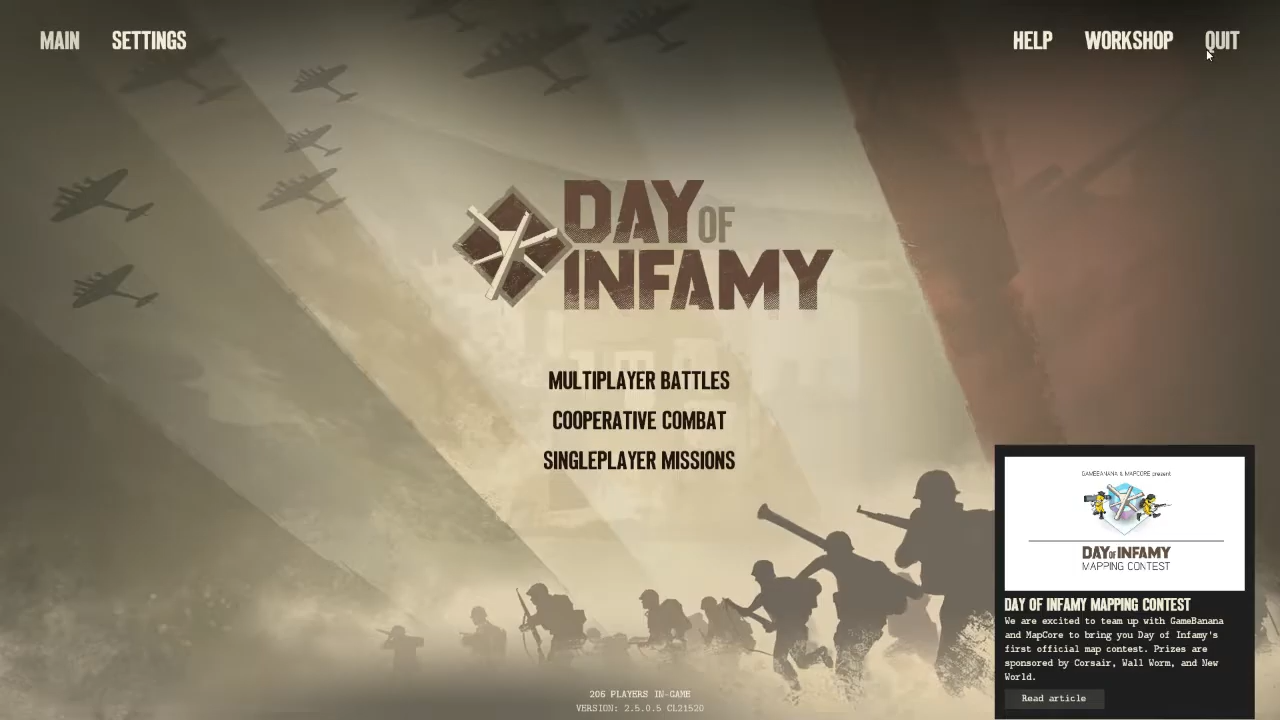 MAIN SETTINGS HELP WORKSHOP QUIT
DAY OF
INFAMY
MULTIPLAYER BATTLES
COOPERATIVE COMBAT
SINGLEPLAYER MISSIONS
GAMEBANANA & MAPCORE present
DAY OF INFAMY
MAPPING CONTEST
DAY OF INFAMY MAPPING CONTEST
We are excited to team up with GameBanana
and MapCore to bring you Day of Infamy's
first official map contest. Prizes are
sponsored by Corsair, Wall Worm, and New
World.
Read article
206 PLAYERS IN-GAME
VERSION: 2.5.0.5 CL21520